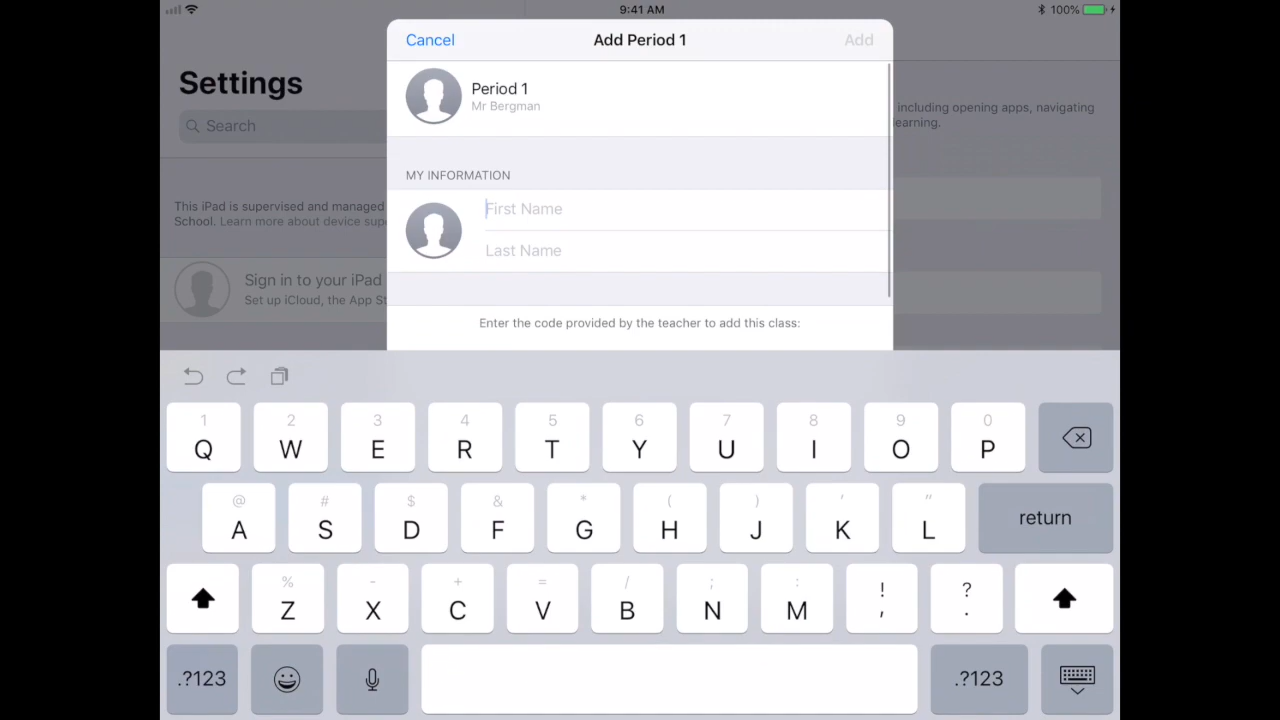 9:41 AM
100%
Settings
Search
This iPad is supervised and managed
School. Learn more about device supe
Sign in to your iPad
Set up iCloud, the App St
including opening apps, navigating
earning.
Cancel
Add Period 1
Add
Period 1
Mr Bergman
MY INFORMATION
First Name
Last Name
Enter the code provided by the teacher to add this class:
1 2 3 4 5 6 7 8 9 0
Q W E R T Y U I O P
@ # $ & * ( ) ' "
A S D F G H J K L return
% - + = / ; : ! ?
Z X C V B N M , .
.?123 .?123